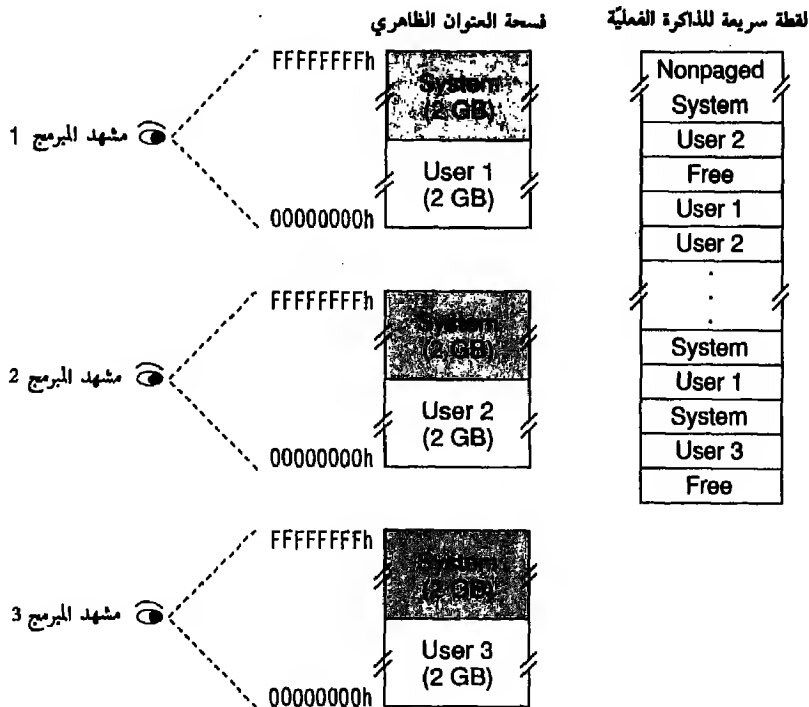 لقطة سريعة للذاكرة الفعليّة
فسحة العنوان الظاهري
FFFFFFFFh
System
(2 GB)
مشهد المبرمج 1
User 1
(2 GB)
00000000h
FFFFFFFFh
System
(2 GB)
مشهد المبرمج 2
User 2
(2 GB)
00000000h
FFFFFFFFh
System
(2 GB)
مشهد المبرمج 3
User 3
(2 GB)
00000000h
Nonpaged
System
User 2
Free
User 1
User 2
.
.
.
System
User 1
System
User 3
Free